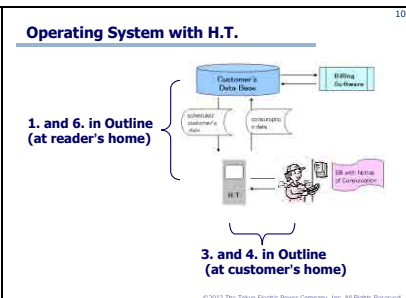 10
Operating System with H.T.
Customer's
Data Base
Billing
Software
1. and 6. in Outline
(at reader's home)
scheduled
customer's
data
consumptio
n data
H.T.
Bill with Notice
of Consumption
3. and 4. in Outline
(at customer's home)
©2012 The Tokyo Electric Power Company, Inc. All Rights Reserved